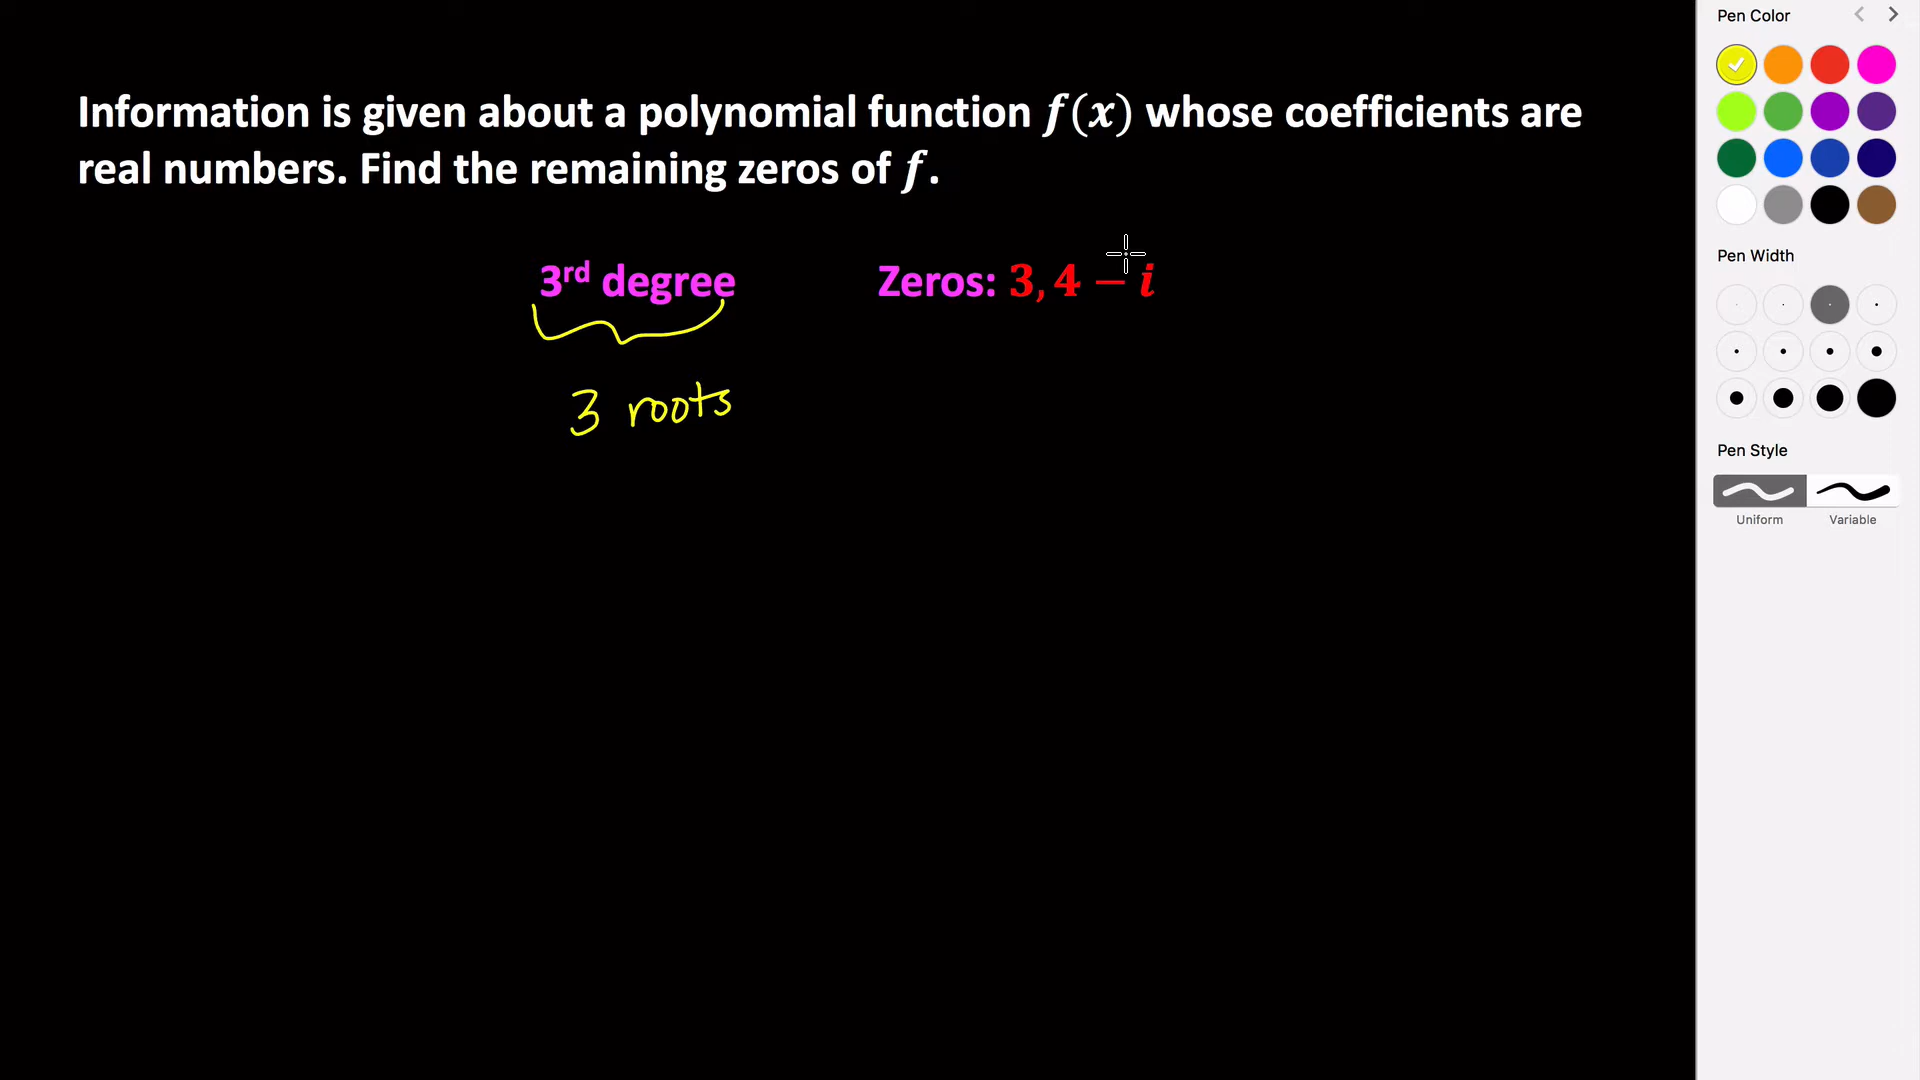 Information is given about a polynomial function f(x) whose coefficients are
real numbers. Find the remaining zeros of f.
3rd degree
Zeros: 3, 4 − i
3 roots
Pen Color
Pen Width
Pen Style
Uniform
Variable